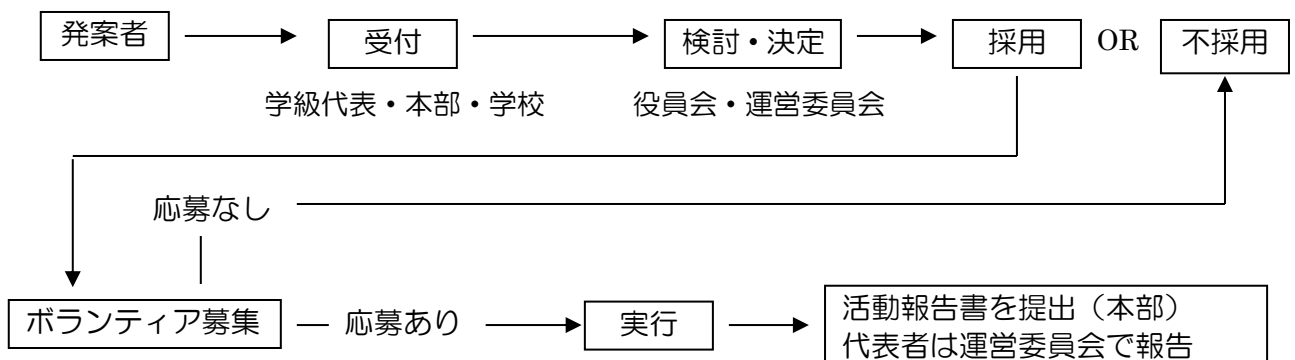 発案者 受付 検討・決定 採用 OR 不採用
学級代表・本部・学校 役員会・運営委員会
応募なし
ボランティア募集 応募あり 実行 活動報告書を提出（本部）
代表者は運営委員会で報告